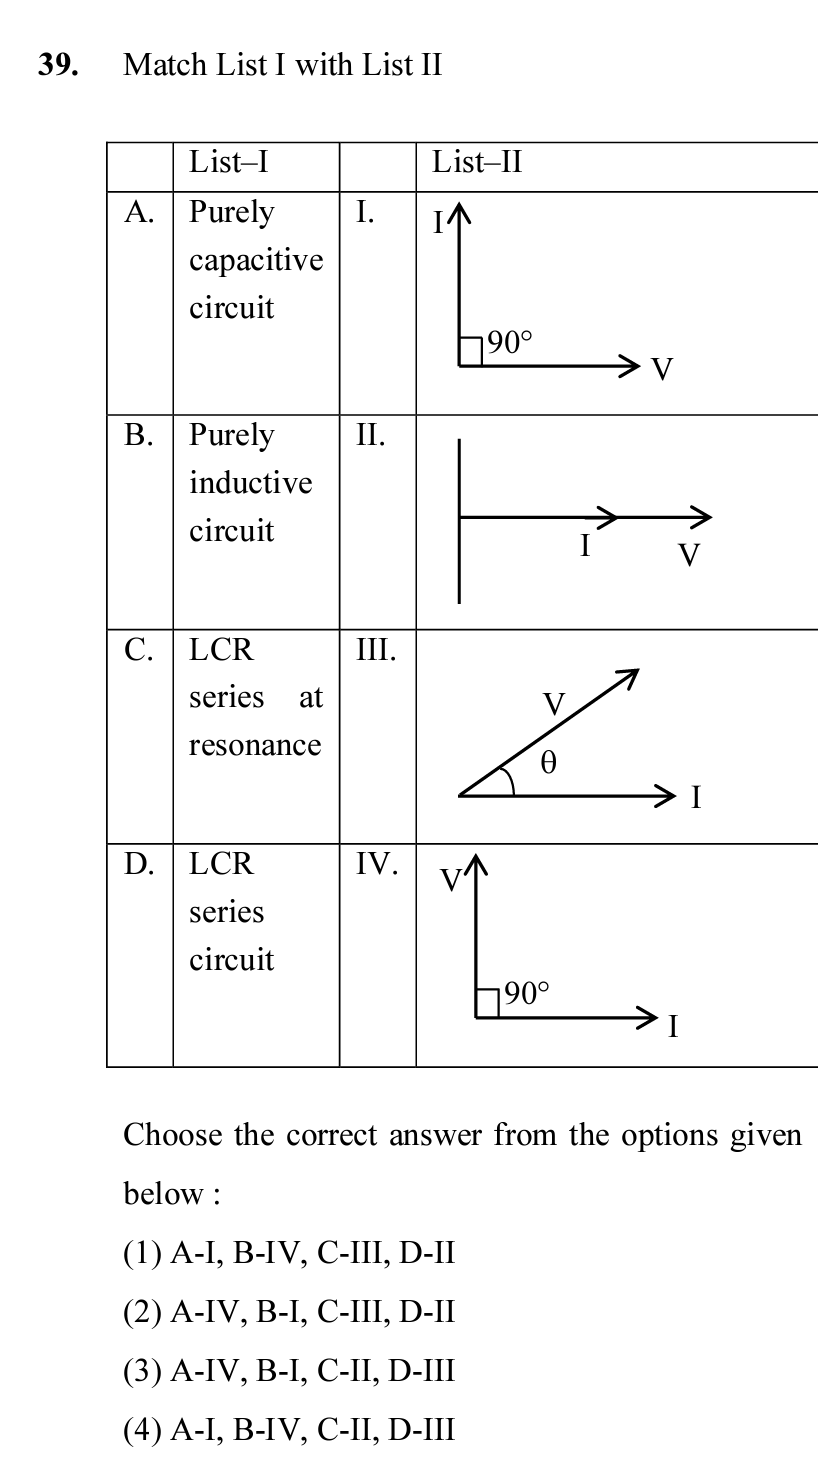 39. Match List I with List II
List–I List–II
A. Purely I. I
capacitive
circuit
90°
V
B. Purely II.
inductive
circuit
I V
C. LCR III.
series at V
resonance
θ
I
D. LCR IV. V
series
circuit
90°
I
Choose the correct answer from the options given
below :
(1) A-I, B-IV, C-III, D-II
(2) A-IV, B-I, C-III, D-II
(3) A-IV, B-I, C-II, D-III
(4) A-I, B-IV, C-II, D-III